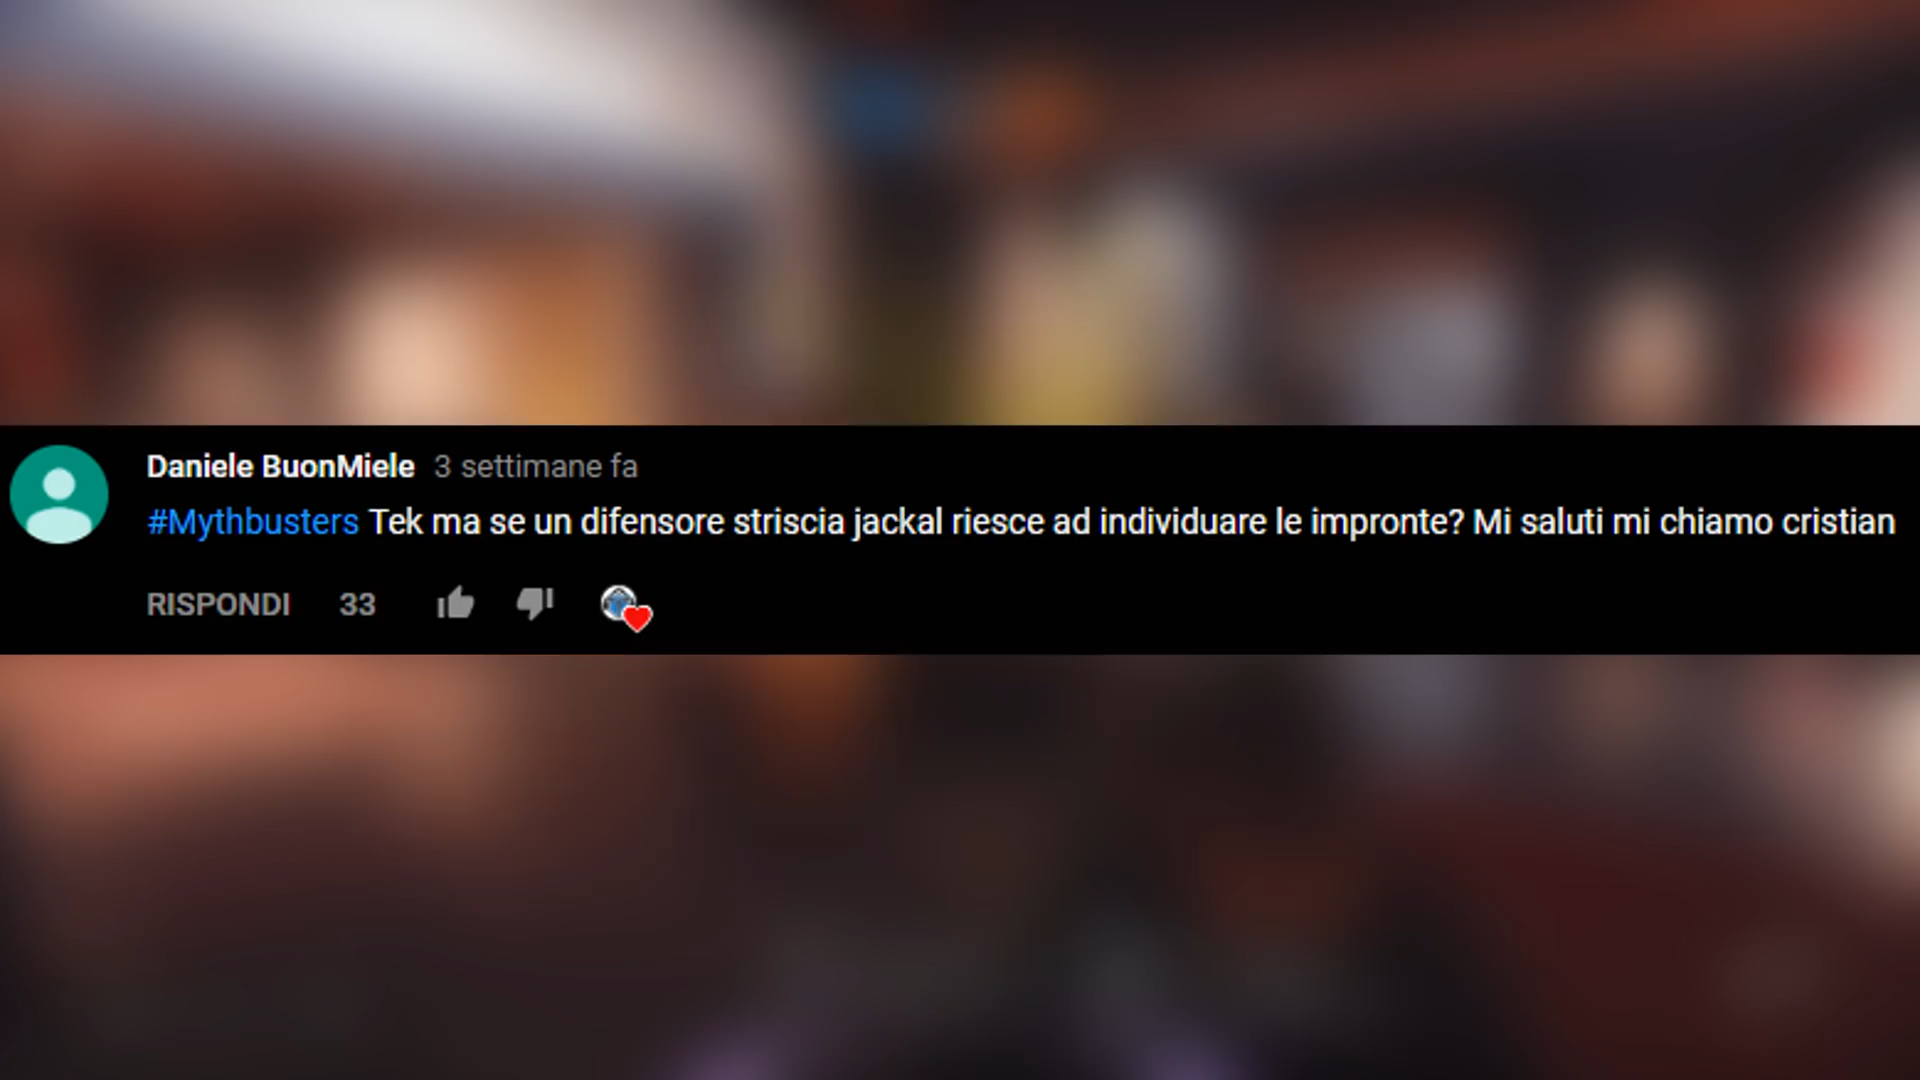 Daniele BuonMiele 3 settimane fa
#Mythbusters Tek ma se un difensore striscia jackal riesce ad individuare le impronte? Mi saluti mi chiamo cristian
RISPONDI 33